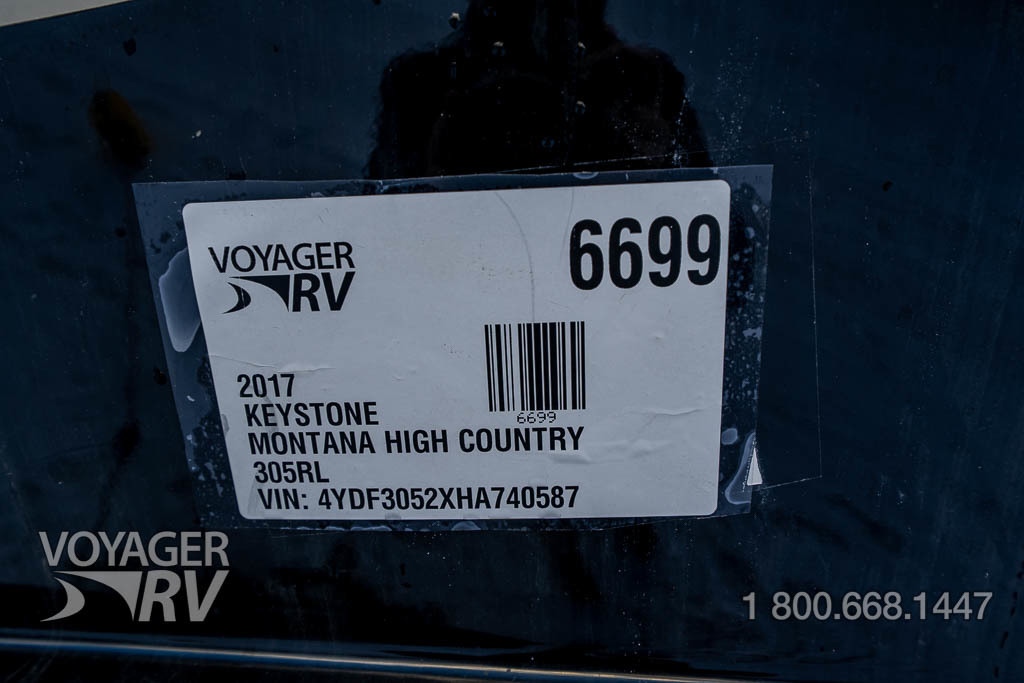 VOYAGER
RV
6699
6699
2017
KEYSTONE
MONTANA HIGH COUNTRY
305RL
VIN: 4YDF3052XHA740587
VOYAGER
RV
1 800.668.1447